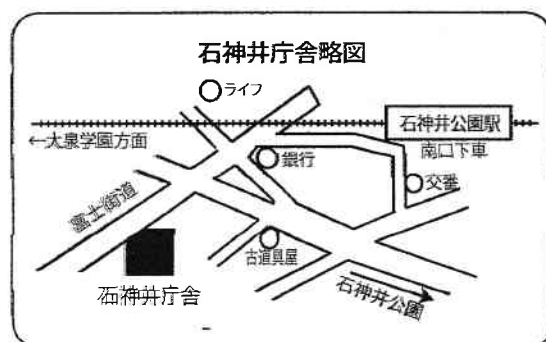 石神井庁舎略図
ライフ
石神井公園駅
←大泉学園方面
南口下車
銀行
交番
富士街道
古道具屋
石神井庁舎
石神井公園